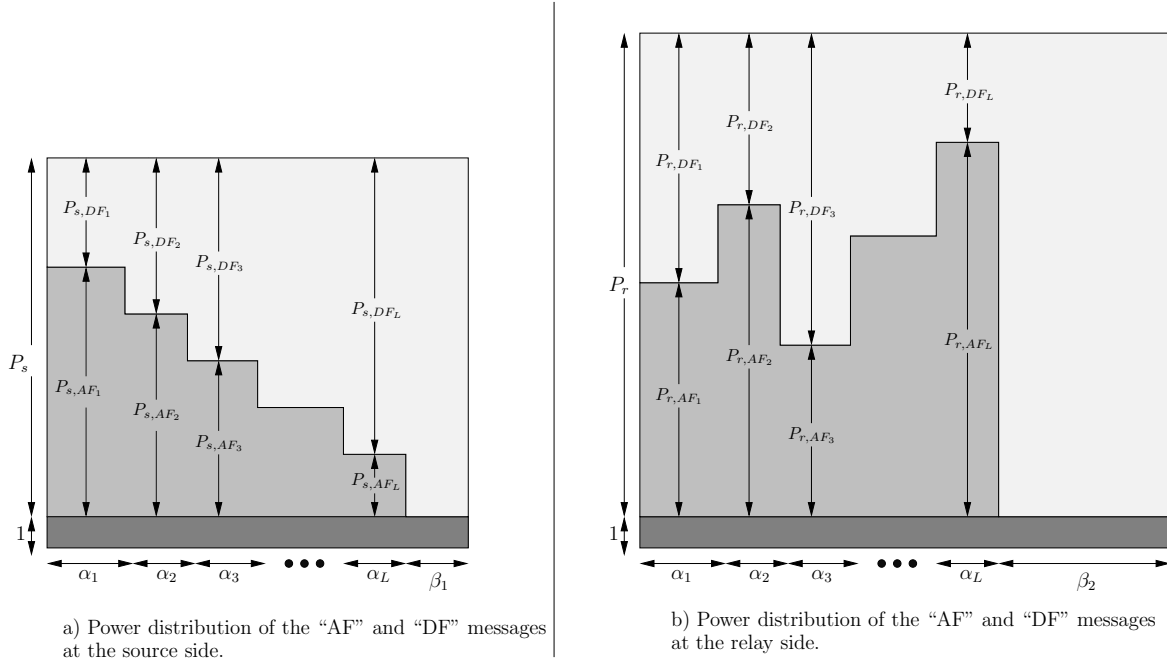 P_{s,DF_1}
P_{s,DF_2}
P_{s,DF_3}
P_{s,DF_L}
P_s
P_{s,AF_1}
P_{s,AF_2}
P_{s,AF_3}
P_{s,AF_L}
1
α_1 α_2 α_3 ••• α_L β_1
a) Power distribution of the “AF” and “DF” messages
at the source side.
P_{r,DF_L}
P_{r,DF_2}
P_{r,DF_1}
P_{r,DF_3}
P_r
P_{r,AF_2}
P_{r,AF_L}
P_{r,AF_1}
P_{r,AF_3}
1
α_1 α_2 α_3 ••• α_L β_2
b) Power distribution of the “AF” and “DF” messages
at the relay side.